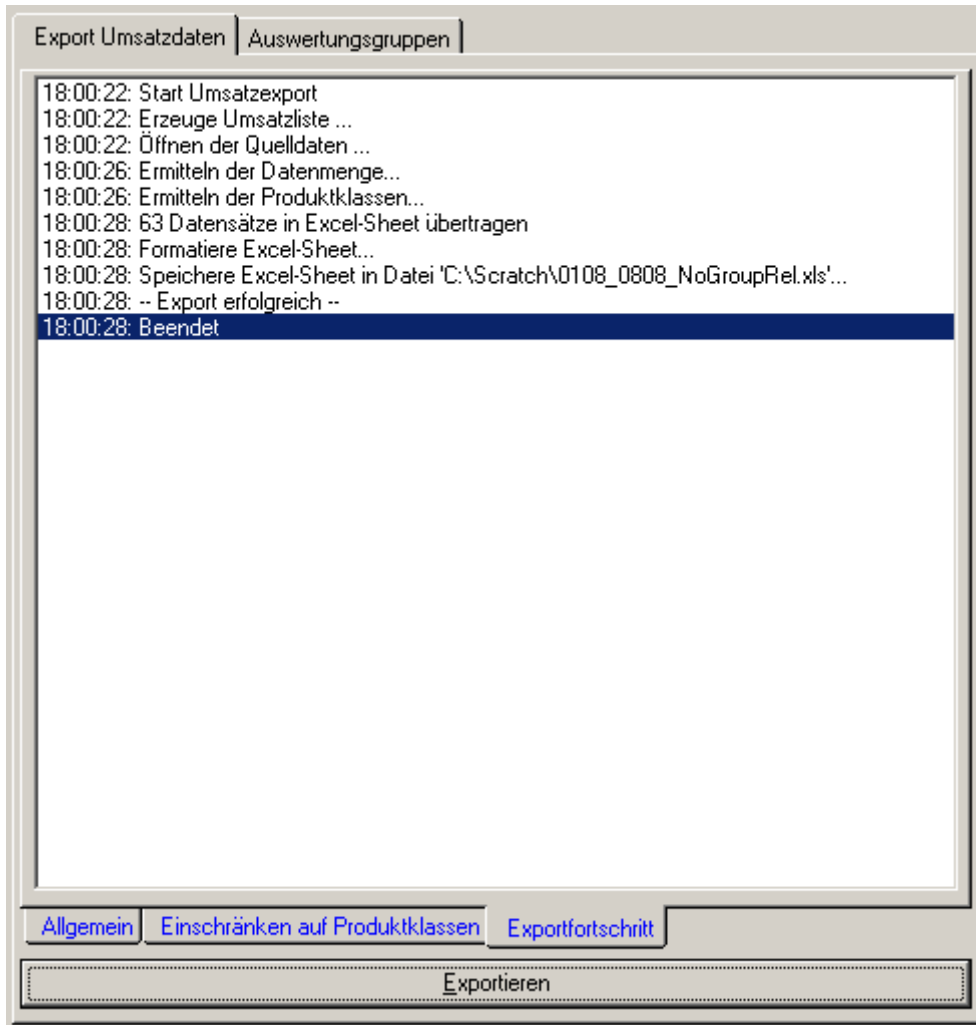 Export Umsatzdaten Auswertungsgruppen
18:00:22: Start Umsatzexport
18:00:22: Erzeuge Umsatzliste ...
18:00:22: Öffnen der Quelldaten ...
18:00:26: Ermitteln der Datenmenge...
18:00:26: Ermitteln der Produktklassen...
18:00:28: 63 Datensätze in Excel-Sheet übertragen
18:00:28: Formatiere Excel-Sheet...
18:00:28: Speichere Excel-Sheet in Datei 'C:\Scratch\0108_0808_NoGroupRel.xls'...
18:00:28: -- Export erfolgreich --
18:00:28: Beendet
Allgemein Einschränken auf Produktklassen Exportfortschritt
Exportieren